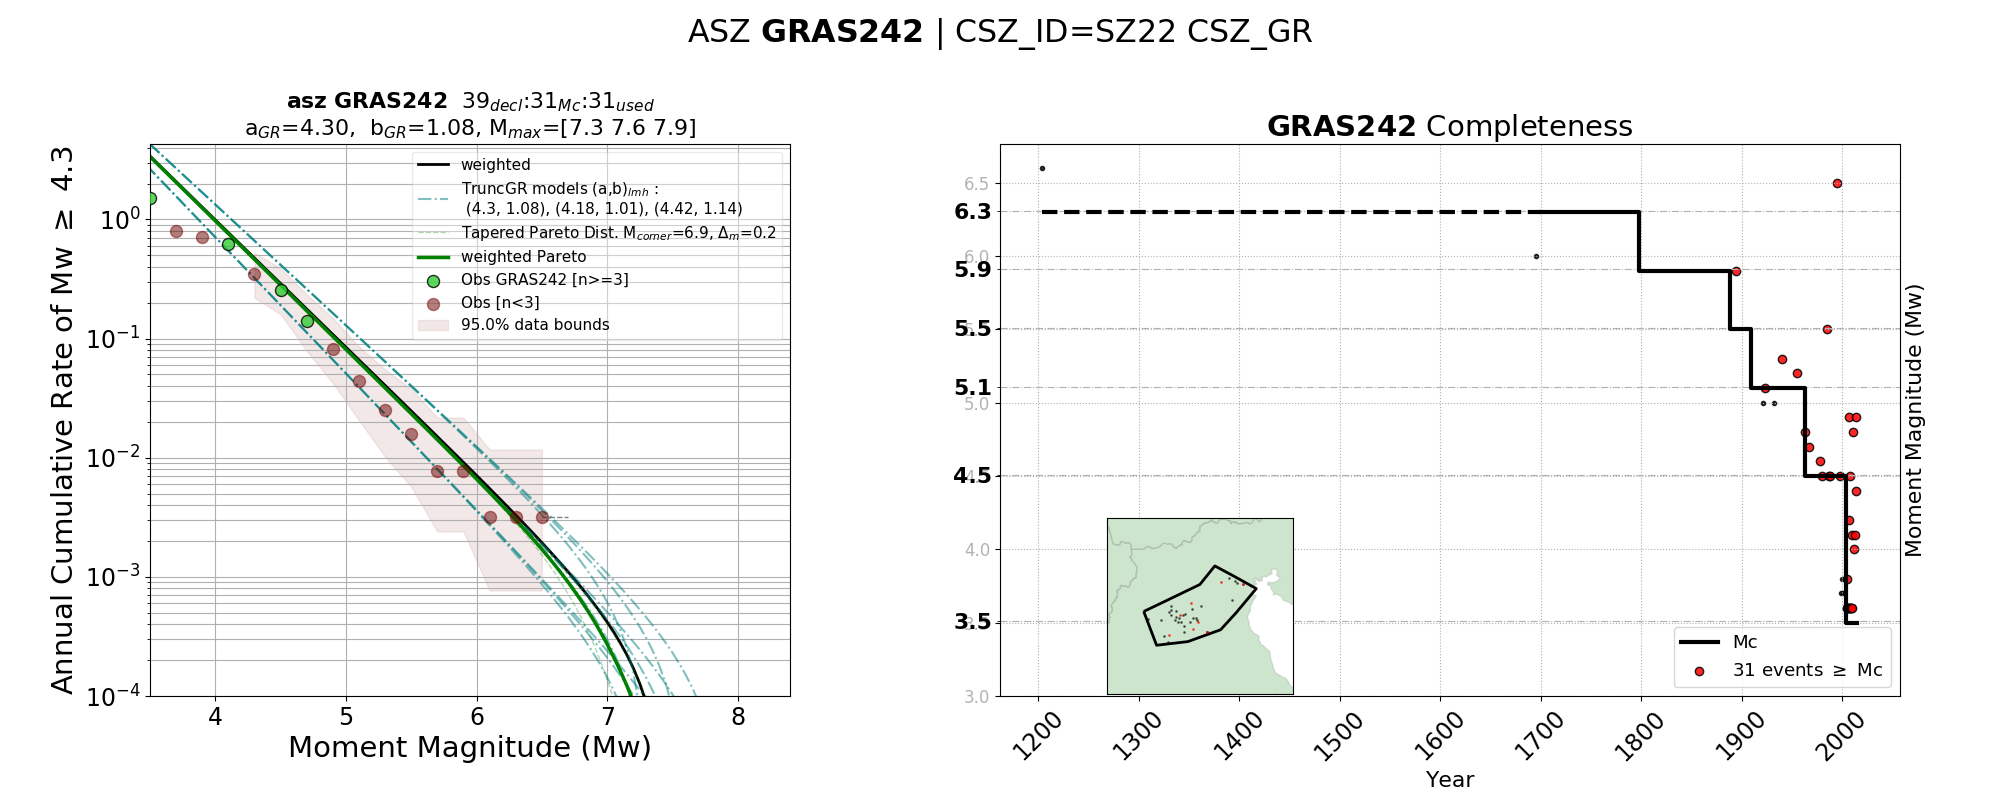 ASZ GRAS242 | CSZ_ID=SZ22 CSZ_GR
asz GRAS242 39decl:31Mc:31used
aGR=4.30, bGR=1.08, Mmax=[7.3 7.6 7.9]
Annual Cumulative Rate of Mw ≥ 4.3
10^0
10^-1
10^-2
10^-3
10^-4
weighted
TruncGR models (a,b)lmh :
(4.3, 1.08), (4.18, 1.01), (4.42, 1.14)
Tapered Pareto Dist. Mcorner=6.9, Δm=0.2
weighted Pareto
Obs GRAS242 [n>=3]
Obs [n<3]
95.0% data bounds
4 5 6 7 8
Moment Magnitude (Mw)
GRAS242 Completeness
6.5
6.3
6.0
5.9
5.5
5.1
5.0
4.5
4.0
3.5
3.0
Mc
31 events ≥ Mc
1200 1300 1400 1500 1600 1700 1800 1900 2000
Year
Moment Magnitude (Mw)